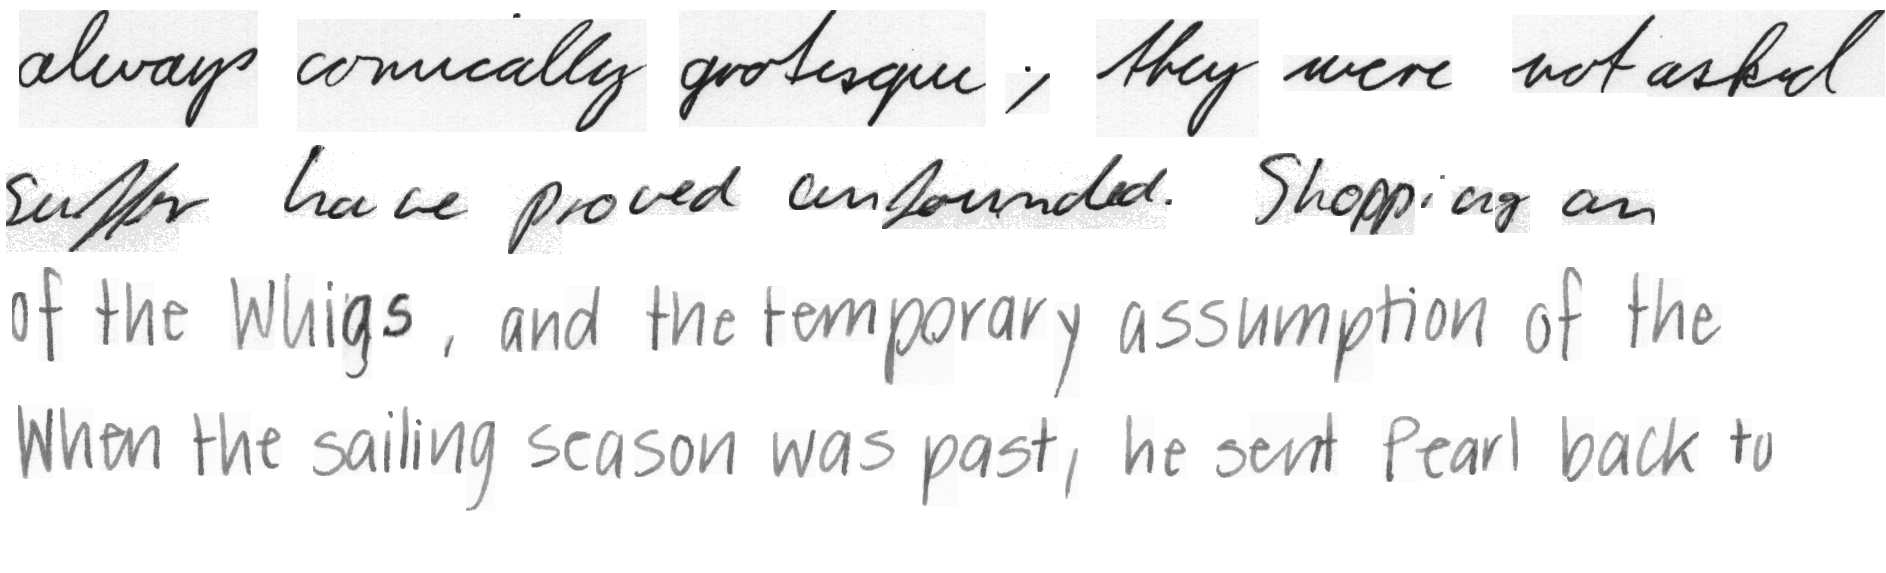 always comically grotesque ; they were not asked
suffer have proved unfounded. Shopping an
of the Whigs , and the temporary assumption of the
When the sailing season was past, he sent Pearl back to